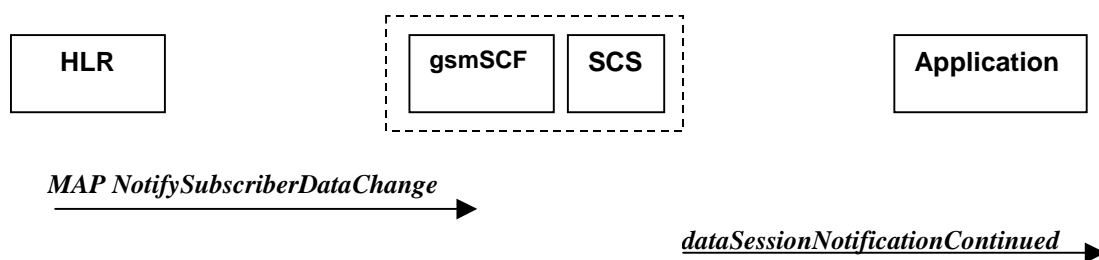 HLR
gsmSCF
SCS
Application
MAP NotifySubscriberDataChange
dataSessionNotificationContinued